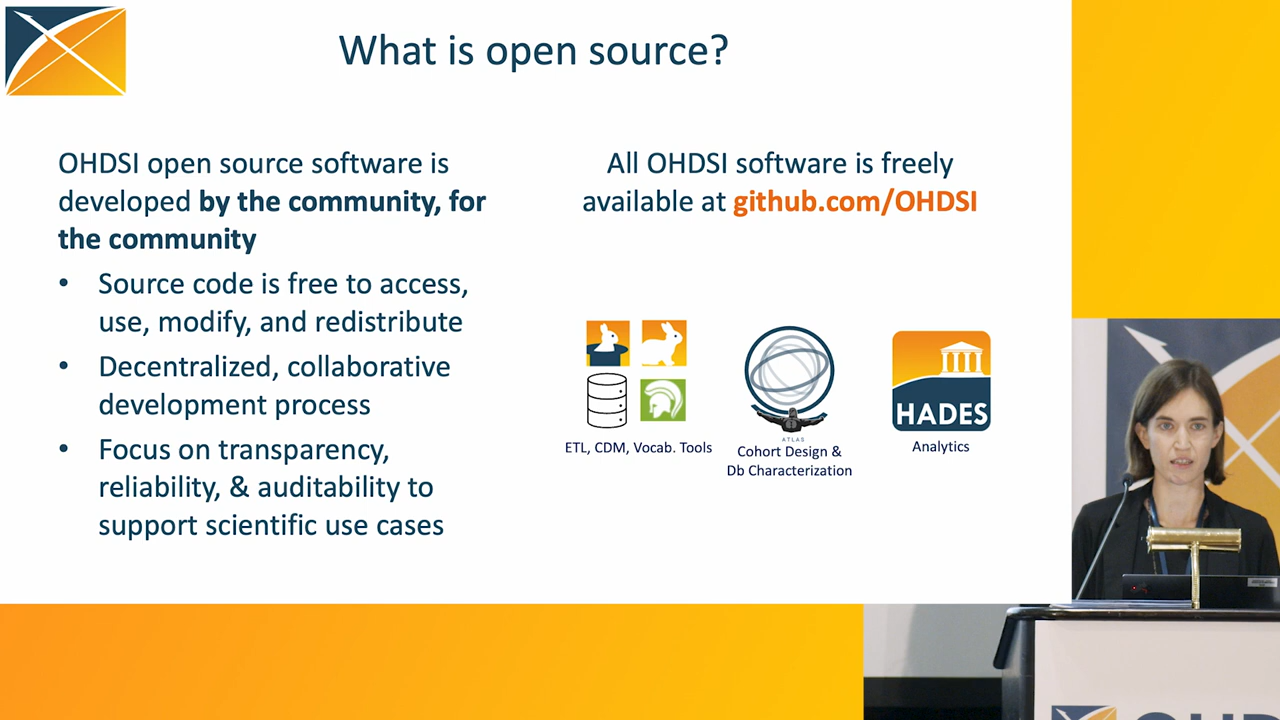 What is open source?
OHDSI open source software is
developed by the community, for
the community
• Source code is free to access,
use, modify, and redistribute
• Decentralized, collaborative
development process
• Focus on transparency,
reliability, & auditability to
support scientific use cases
All OHDSI software is freely
available at github.com/OHDSI
ETL, CDM, Vocab. Tools
ATLAS
Cohort Design &
Db Characterization
HADES
Analytics